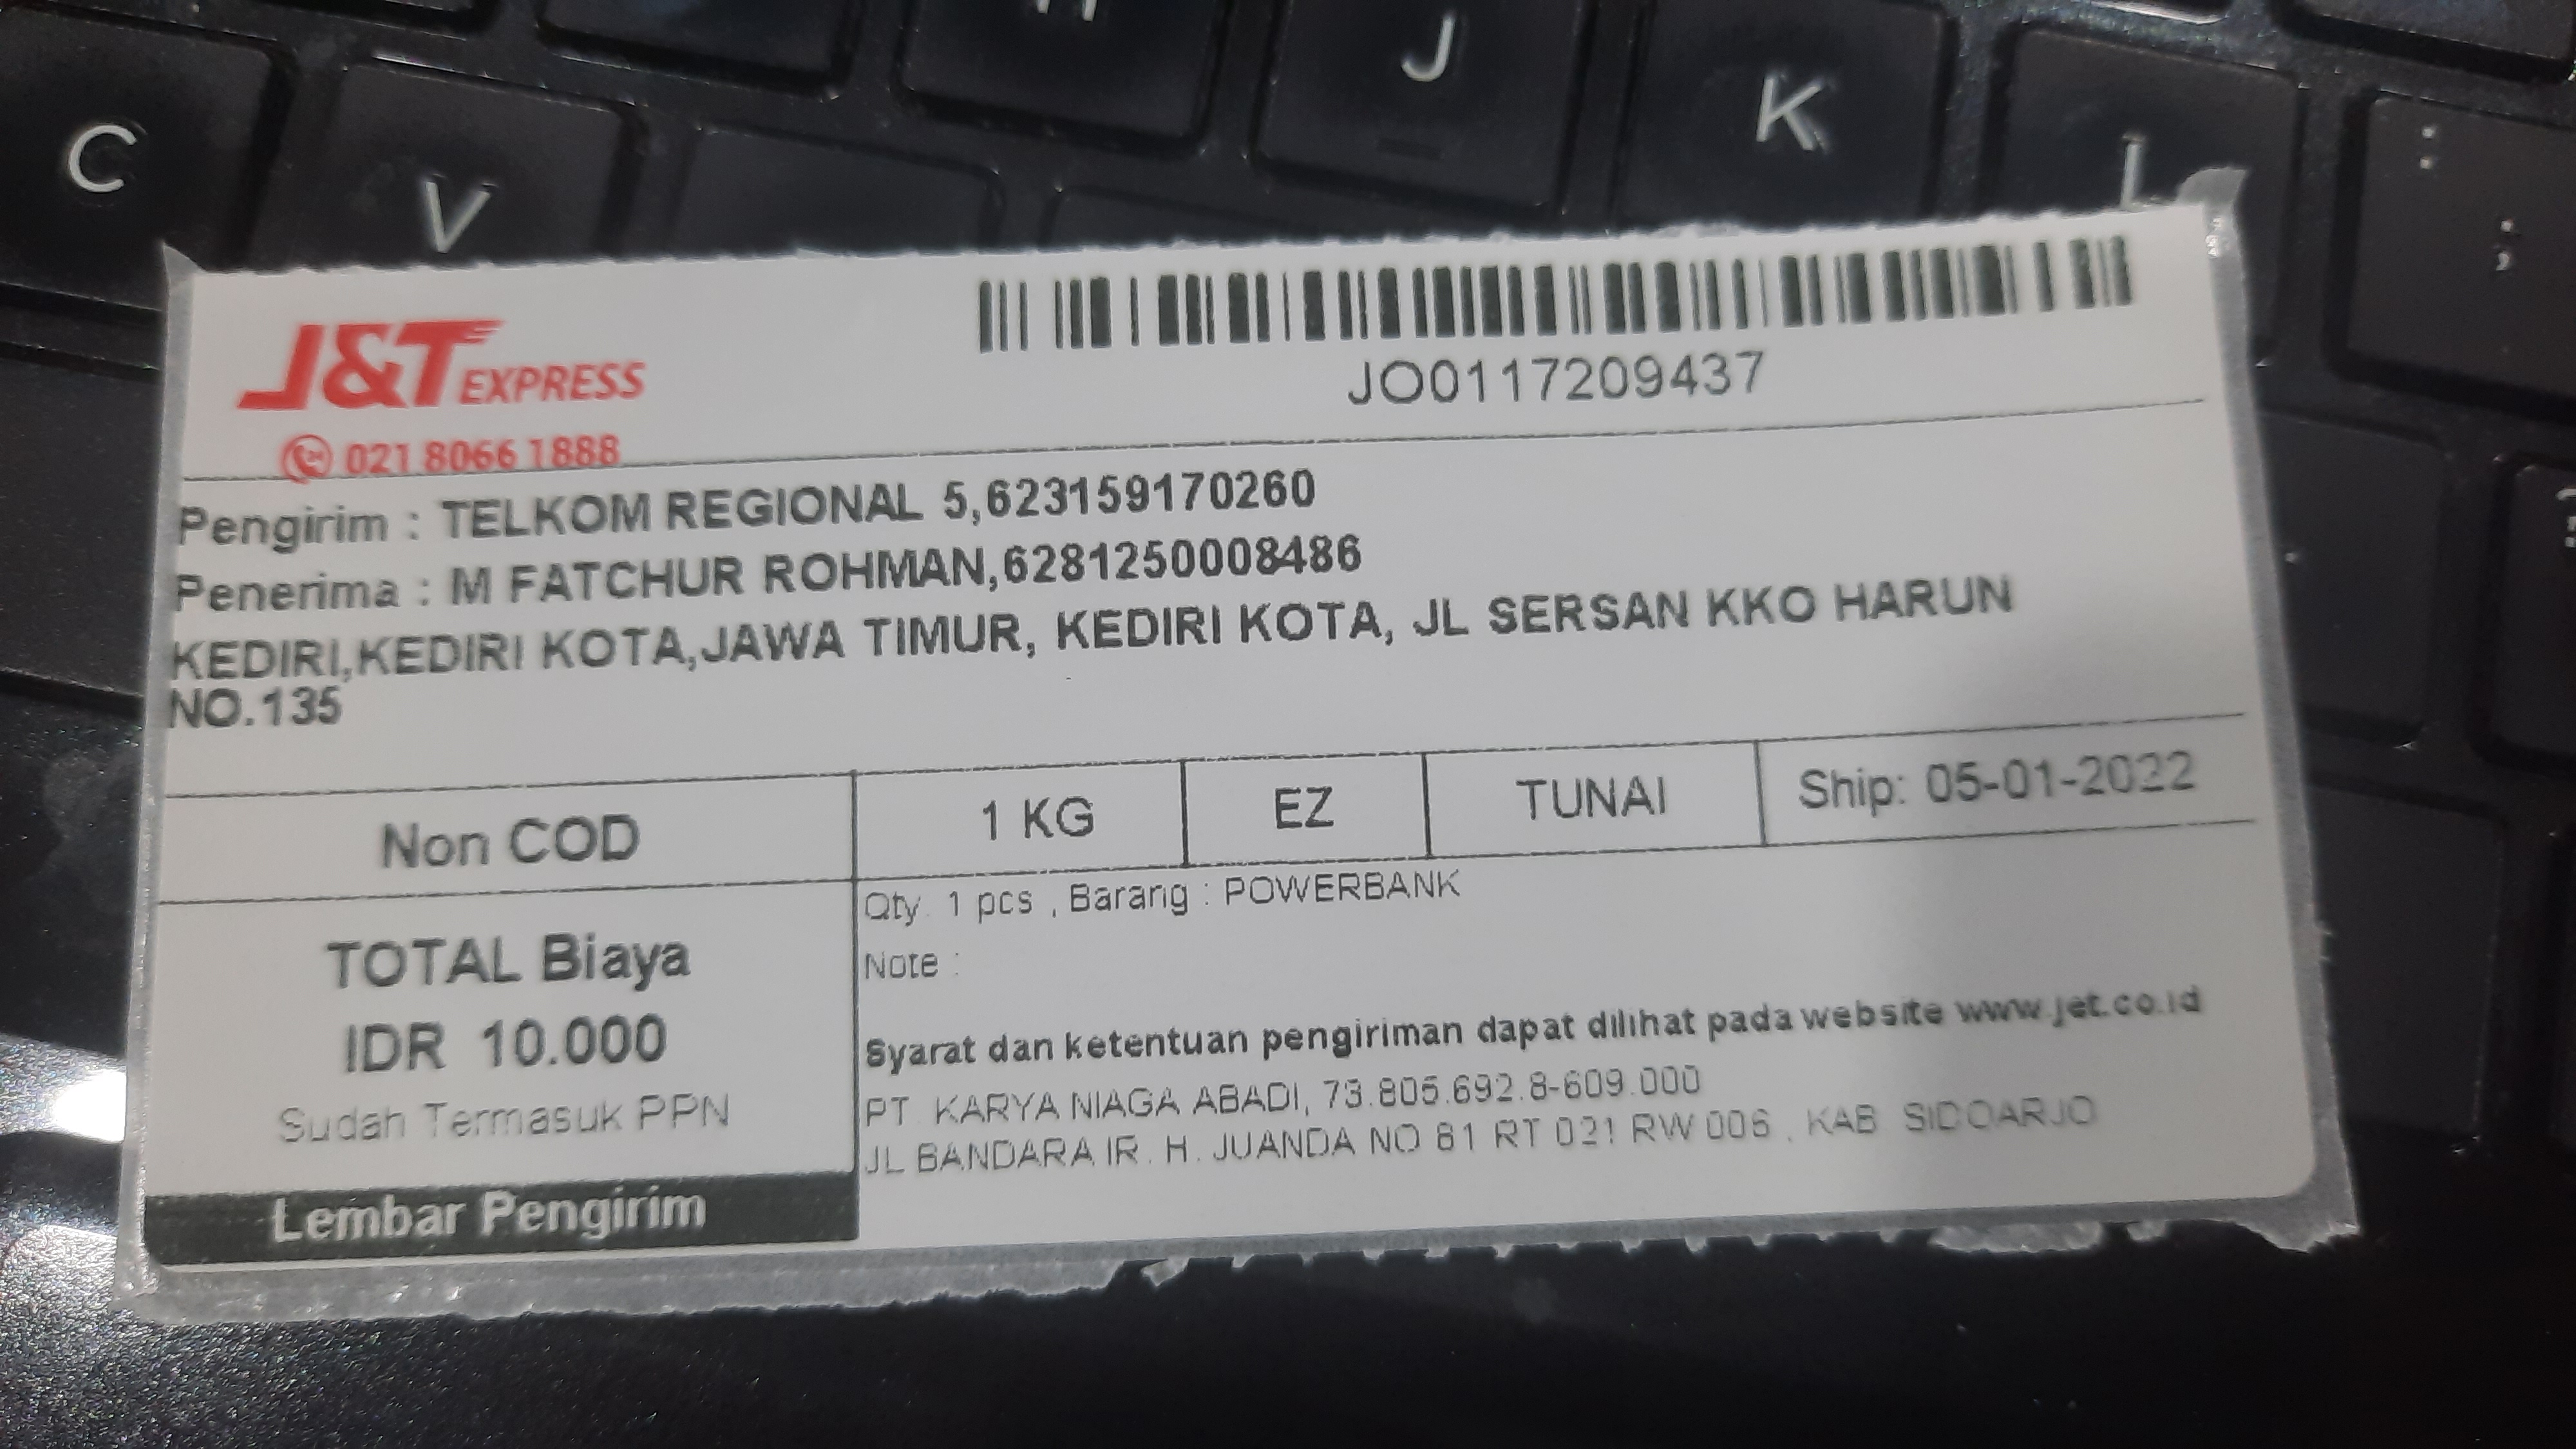 J&T EXPRESS
021 8066 1888
JO0117209437
Pengirim : TELKOM REGIONAL 5,62315917​0260
Penerima : M FATCHUR ROHMAN,6281250008486
KEDIRI,KEDIRI KOTA,JAWA TIMUR, KEDIRI KOTA, JL SERSAN KKO HARUN
NO.135
Non COD
1 KG
EZ
TUNAI
Ship: 05-01-2022
TOTAL Biaya
IDR 10.000
Sudah Termasuk PPN
Lembar Pengirim
Qty. 1 pcs , Barang : POWERBANK
Note :
Syarat dan ketentuan pengiriman dapat dilihat pada website www.jet.co.id
PT. KARYA NIAGA ABADI, 73.805.692.8-609.000
JL BANDARA IR. H. JUANDA NO 81 RT 021 RW 006 , KAB SIDOARJO
C
V
J
K
L
:
;